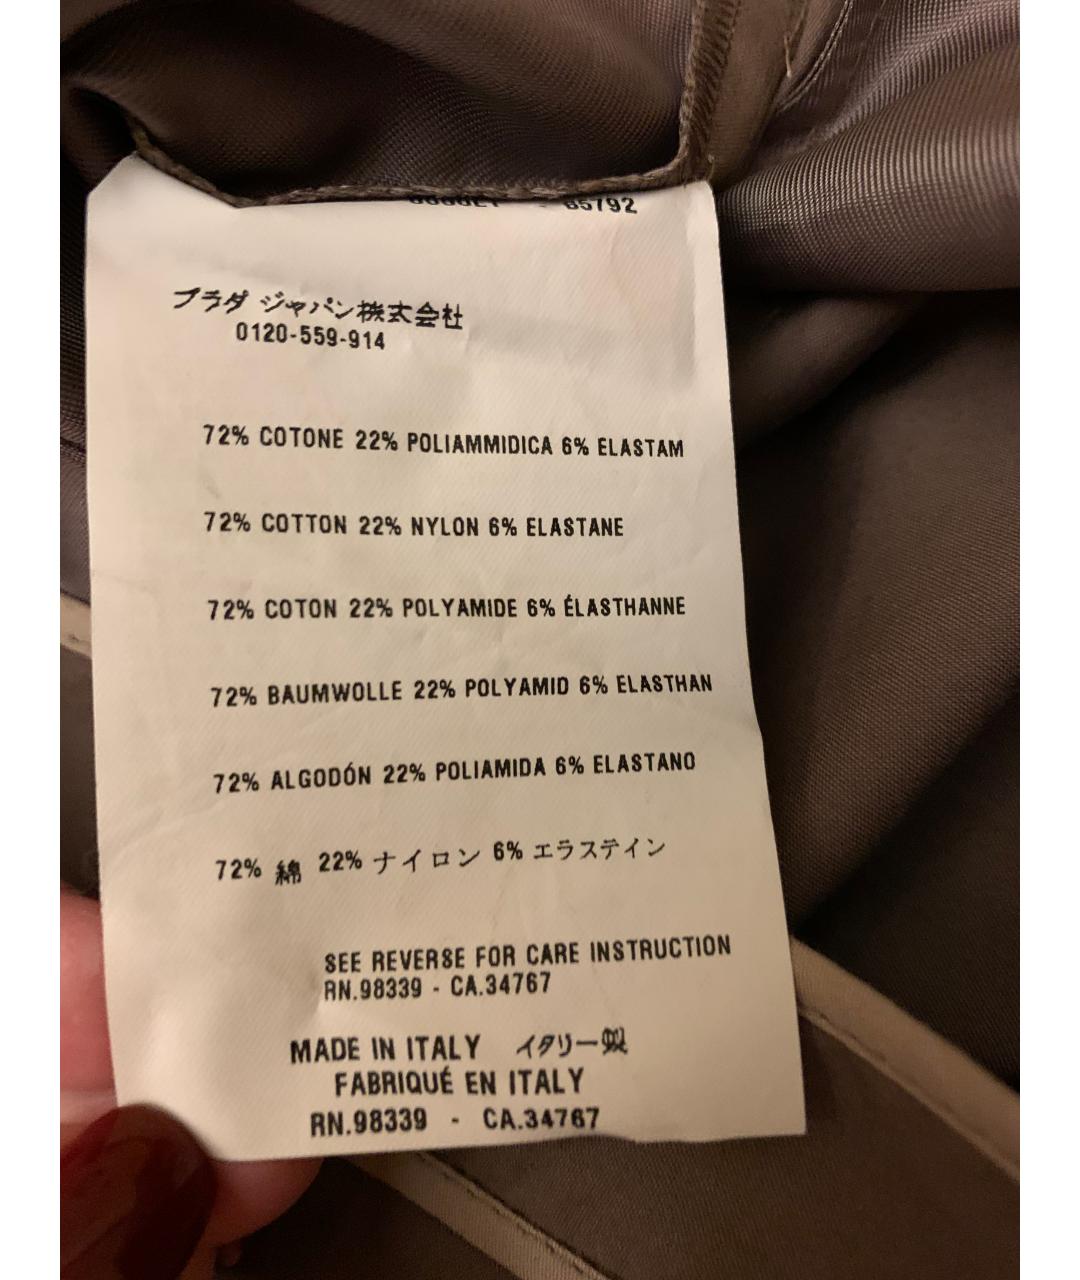 85792
プラダ ジャパン株式会社
0120-559-914
72% COTONE 22% POLIAMMIDICA 6% ELASTAM
72% COTTON 22% NYLON 6% ELASTANE
72% COTON 22% POLYAMIDE 6% ÉLASTHANNE
72% BAUMWOLLE 22% POLYAMID 6% ELASTHAN
72% ALGODÓN 22% POLIAMIDA 6% ELASTANO
72% 綿 22% ナイロン 6% エラステイン
SEE REVERSE FOR CARE INSTRUCTION
RN.98339 - CA.34767
MADE IN ITALY イタリー製
FABRIQUÉ EN ITALY
RN.98339 - CA.34767